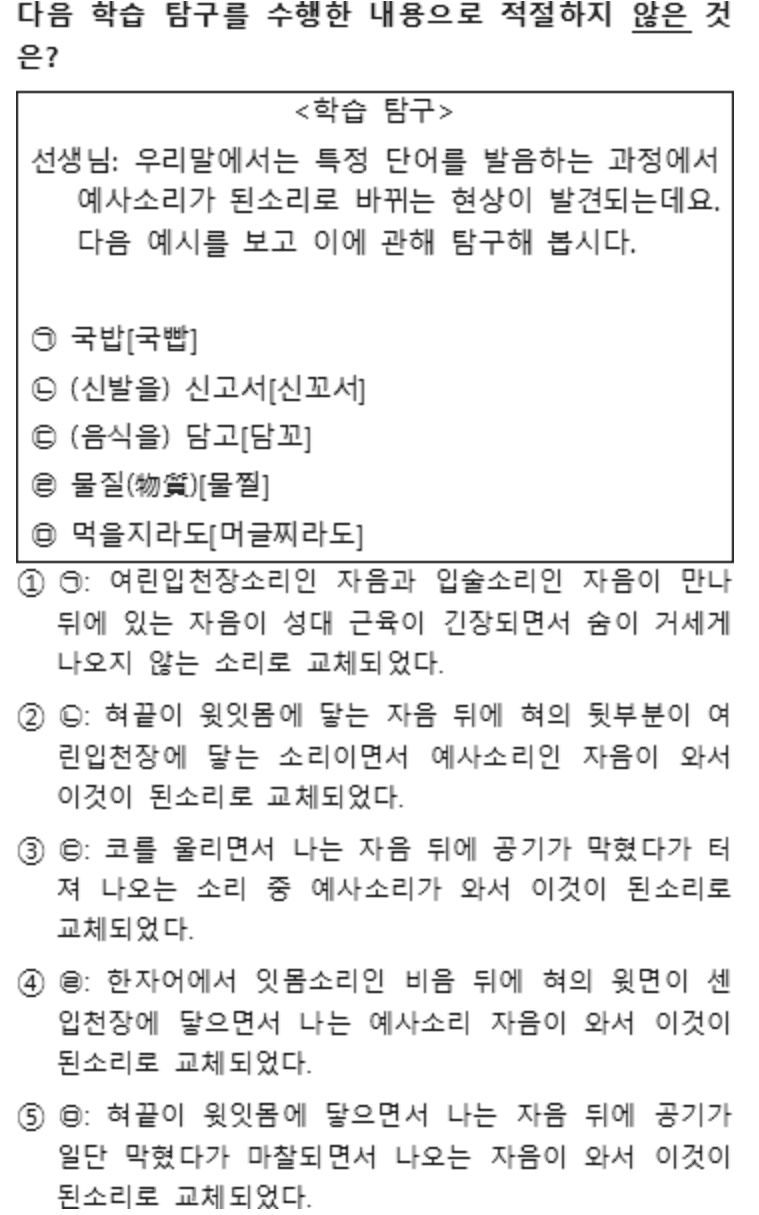 다음 학습 탐구를 수행한 내용으로 적절하지 않은 것
은?
<학습 탐구>
선생님: 우리말에서는 특정 단어를 발음하는 과정에서
예사소리가 된소리로 바뀌는 현상이 발견되는데요.
다음 예시를 보고 이에 관해 탐구해 봅시다.
㉠ 국밥[국빱]
㉡ (신발을) 신고서[신꼬서]
㉢ (음식을) 담고[담꼬]
㉣ 물질(物質)[물찔]
㉤ 먹을지라도[머글찌라도]
① ㉠: 여린입천장소리인 자음과 입술소리인 자음이 만나
뒤에 있는 자음이 성대 근육이 긴장되면서 숨이 거세게
나오지 않는 소리로 교체되었다.
② ㉡: 혀끝이 윗잇몸에 닿는 자음 뒤에 혀의 뒷부분이 여
린입천장에 닿는 소리이면서 예사소리인 자음이 와서
이것이 된소리로 교체되었다.
③ ㉢: 코를 울리면서 나는 자음 뒤에 공기가 막혔다가 터
져 나오는 소리 중 예사소리가 와서 이것이 된소리로
교체되었다.
④ ㉣: 한자어에서 잇몸소리인 비음 뒤에 혀의 윗면이 센
입천장에 닿으면서 나는 예사소리 자음이 와서 이것이
된소리로 교체되었다.
⑤ ㉤: 혀끝이 윗잇몸에 닿으면서 나는 자음 뒤에 공기가
일단 막혔다가 마찰되면서 나오는 자음이 와서 이것이
된소리로 교체되었다.